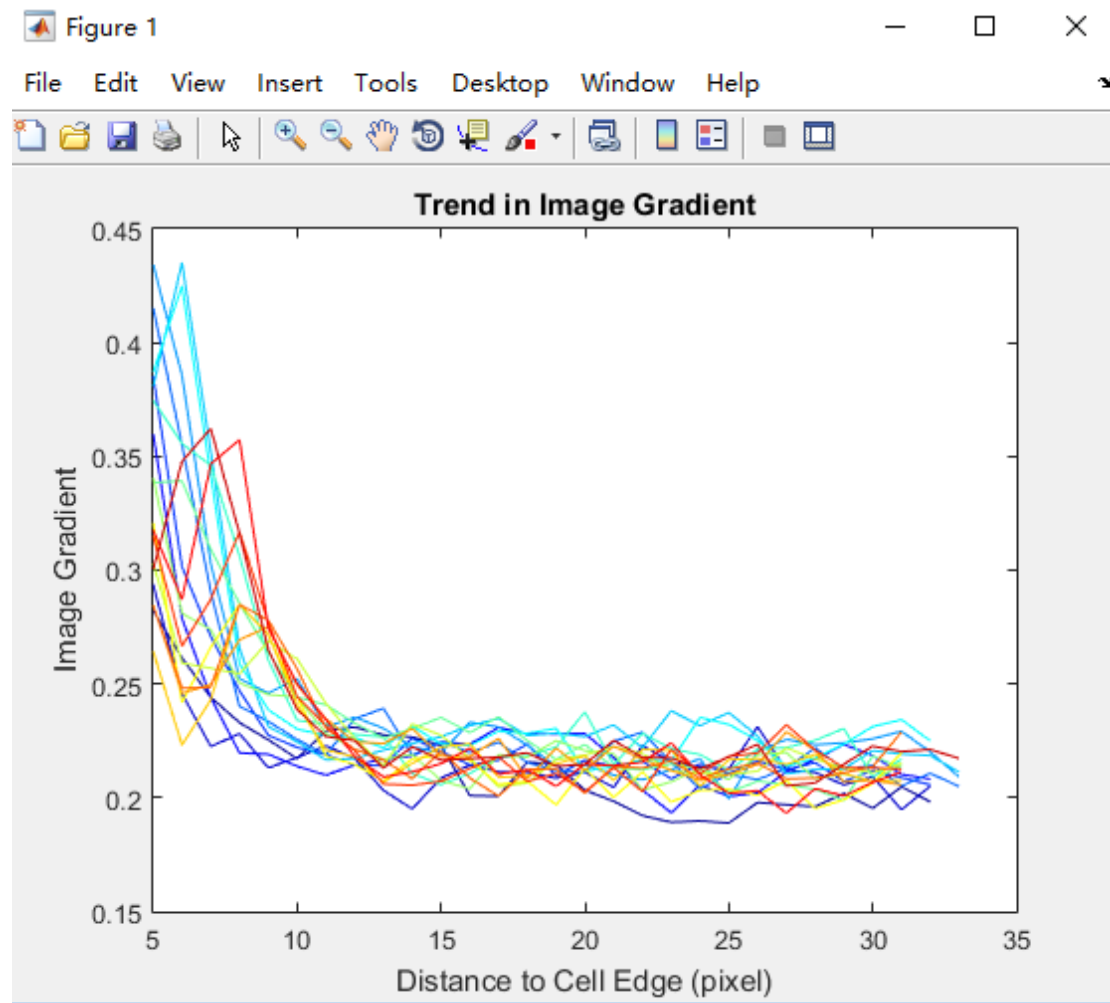 Figure 1
File Edit View Insert Tools Desktop Window Help
Trend in Image Gradient
0.45
0.4
0.35
0.3
0.25
0.2
0.15
Image Gradient
5 10 15 20 25 30 35
Distance to Cell Edge (pixel)